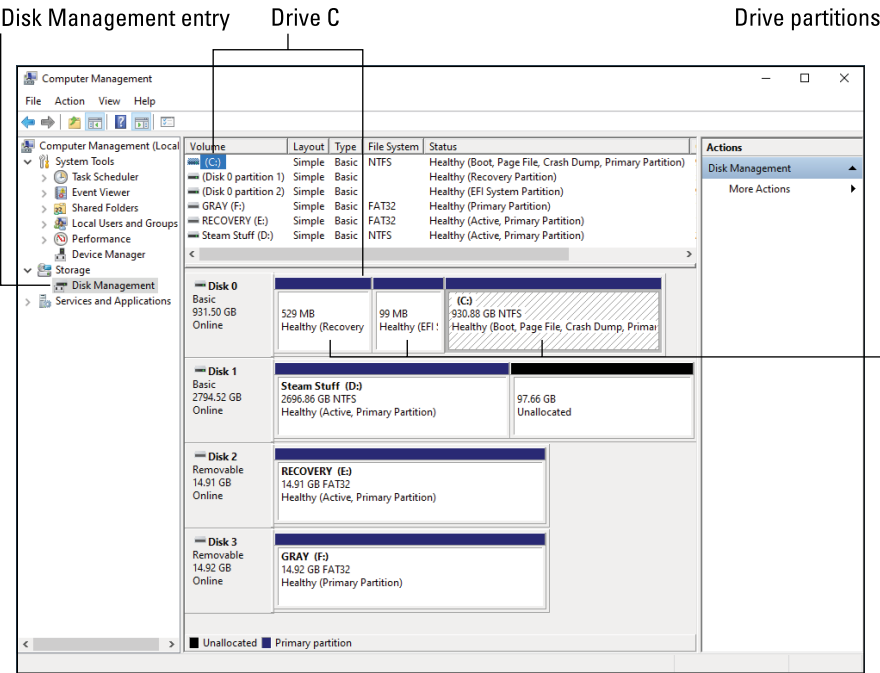 Disk Management entry Drive C Drive partitions
Computer Management
File Action View Help
Computer Management (Local
System Tools
Task Scheduler
Event Viewer
Shared Folders
Local Users and Groups
Performance
Device Manager
Storage
Disk Management
Services and Applications
Volume Layout Type File System Status
(C:) Simple Basic NTFS Healthy (Boot, Page File, Crash Dump, Primary Partition)
(Disk 0 partition 1) Simple Basic Healthy (Recovery Partition)
(Disk 0 partition 2) Simple Basic Healthy (EFI System Partition)
GRAY (F:) Simple Basic FAT32 Healthy (Primary Partition)
RECOVERY (E:) Simple Basic FAT32 Healthy (Active, Primary Partition)
Steam Stuff (D:) Simple Basic NTFS Healthy (Active, Primary Partition)
Disk 0
Basic
931.50 GB
Online
529 MB
Healthy (Recovery
99 MB
Healthy (EFI
(C:)
930.88 GB NTFS
Healthy (Boot, Page File, Crash Dump, Primar
Disk 1
Basic
2794.52 GB
Online
Steam Stuff (D:)
2696.86 GB NTFS
Healthy (Active, Primary Partition)
97.66 GB
Unallocated
Disk 2
Removable
14.91 GB
Online
RECOVERY (E:)
14.91 GB FAT32
Healthy (Active, Primary Partition)
Disk 3
Removable
14.92 GB
Online
GRAY (F:)
14.92 GB FAT32
Healthy (Primary Partition)
Unallocated Primary partition
Actions
Disk Management
More Actions